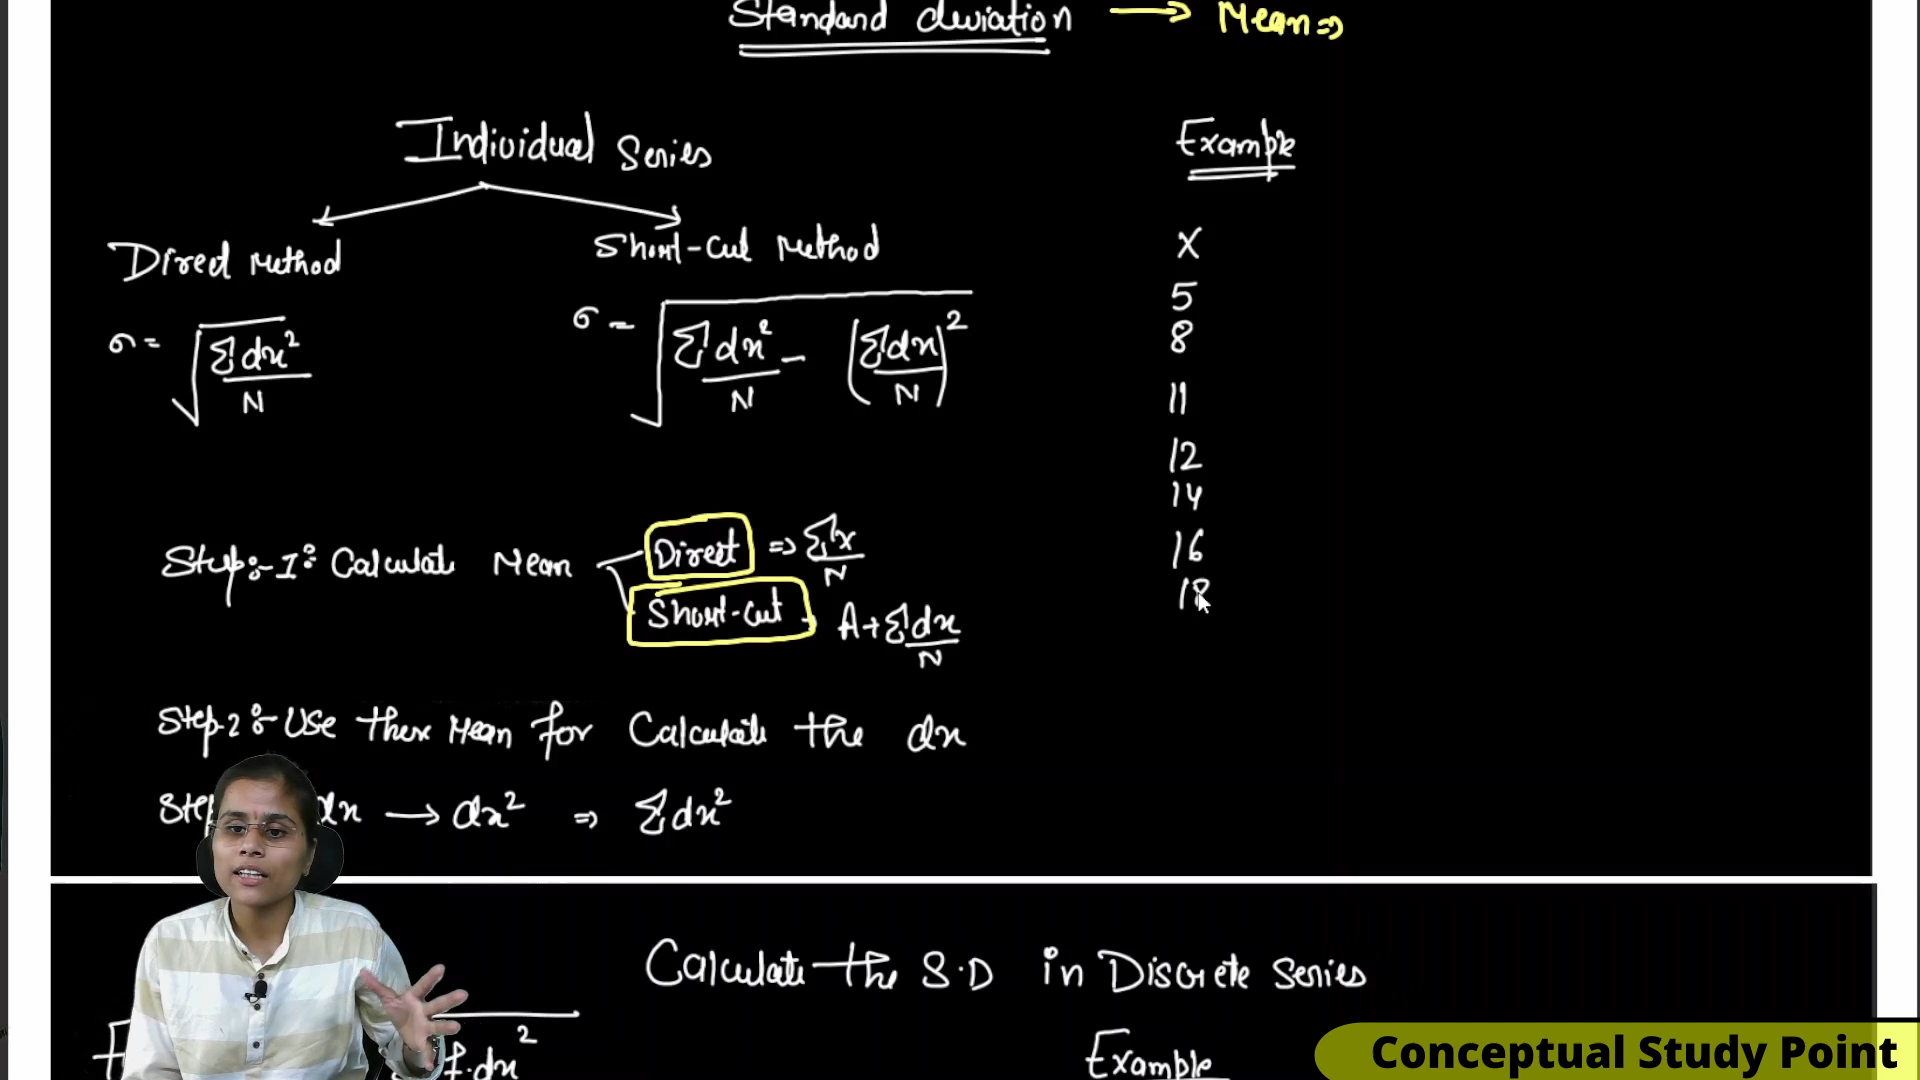 Standard deviation → Mean ⇒
Individual Series
Direct Method
σ = √ Σdx² / N
Short-Cut Method
σ = √ Σdx² / N - (Σdx / N)²
Step:-I: Calculate Mean
Direct ⇒ Σx / N
Short-Cut - A + Σdx / N
Step-2:- Use Mean for Calculate the dx
dx → dx² ⇒ Σdx²
Example
X
5
8
11
12
14
16
18
Calculate the S.D in Discrete Series
f.dx²
Example
Conceptual Study Point